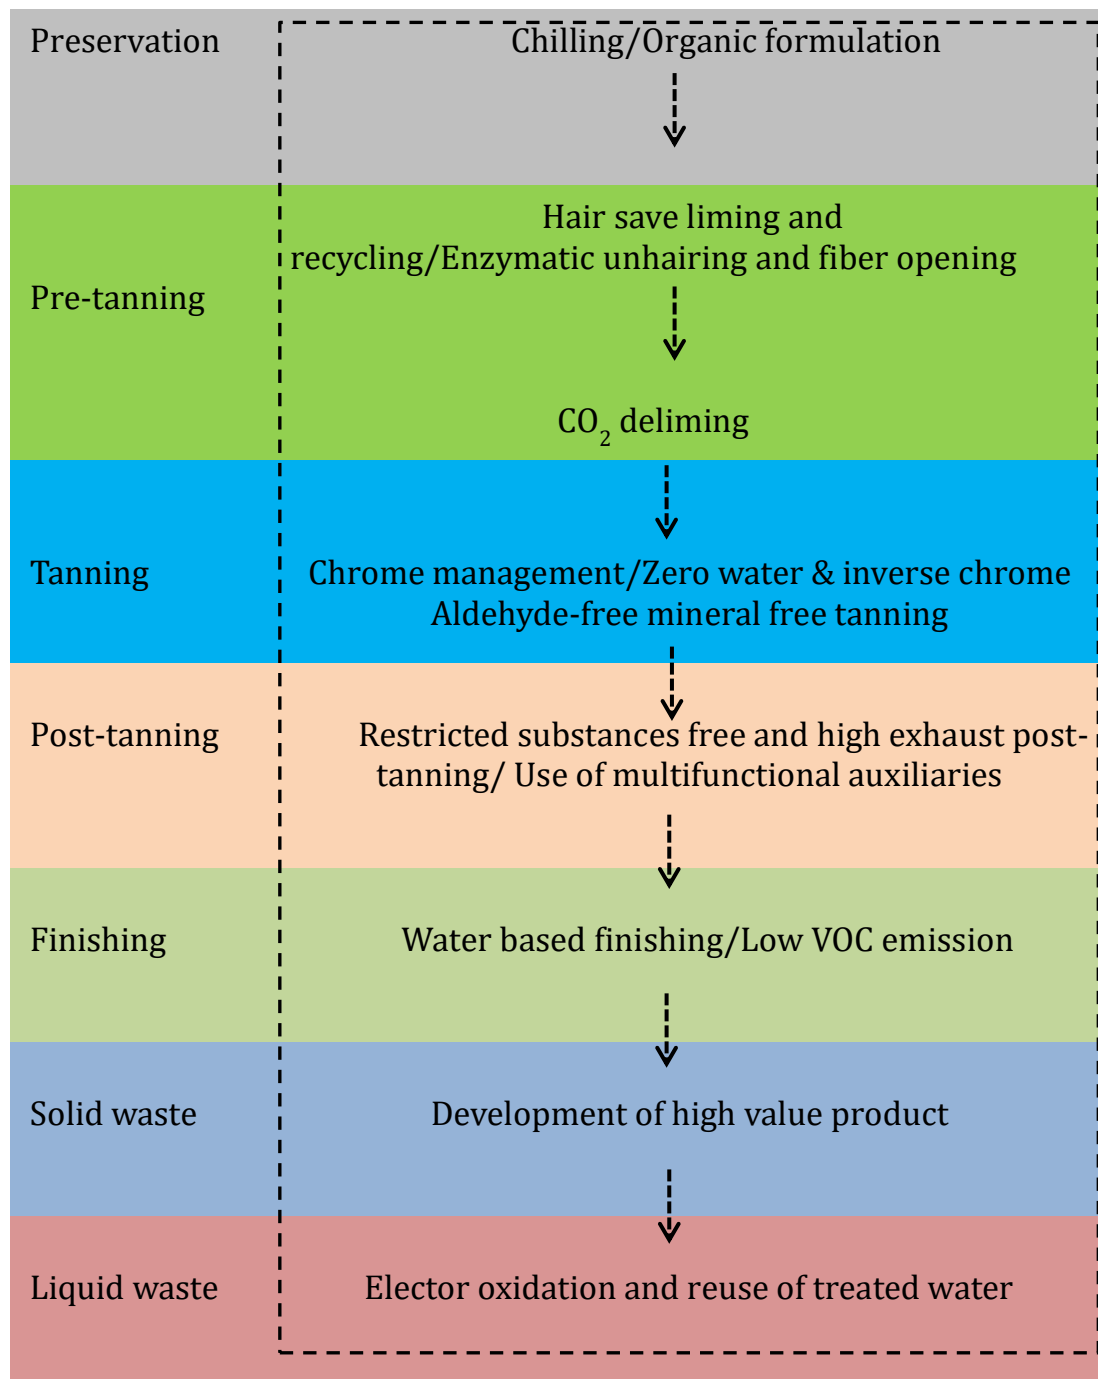 Preservation
Chilling/Organic formulation
Hair save liming and
recycling/Enzymatic unhairing and fiber opening
Pre-tanning
CO₂ deliming
Tanning
Chrome management/Zero water & inverse chrome
Aldehyde-free mineral free tanning
Post-tanning
Restricted substances free and high exhaust post-
tanning/ Use of multifunctional auxiliaries
Finishing
Water based finishing/Low VOC emission
Solid waste
Development of high value product
Liquid waste
Elector oxidation and reuse of treated water